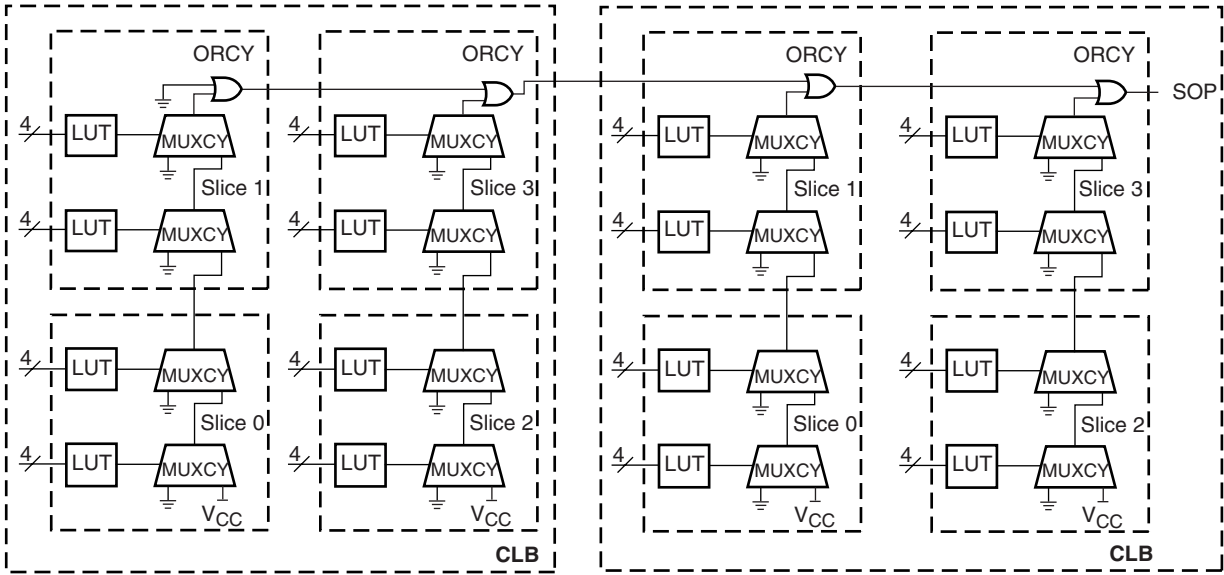 ORCY ORCY ORCY ORCY
SOP
4 LUT MUXCY 4 LUT MUXCY 4 LUT MUXCY 4 LUT MUXCY
Slice 1 Slice 3 Slice 1 Slice 3
4 LUT MUXCY 4 LUT MUXCY 4 LUT MUXCY 4 LUT MUXCY
4 LUT MUXCY 4 LUT MUXCY 4 LUT MUXCY 4 LUT MUXCY
Slice 0 Slice 2 Slice 0 Slice 2
4 LUT MUXCY 4 LUT MUXCY 4 LUT MUXCY 4 LUT MUXCY
VCC VCC VCC VCC
CLB CLB